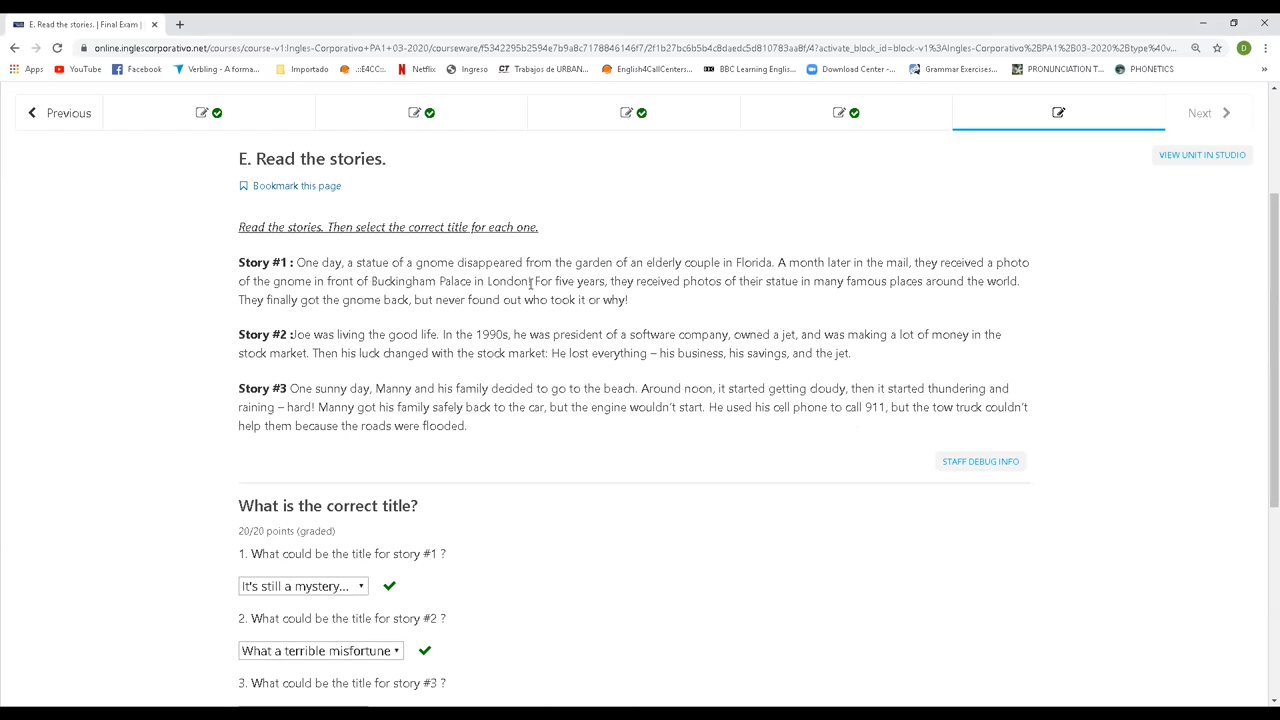 E. Read the stories. | Final Exam |
online.inglescorporativo.net/courses/course-v1:Ingles-Corporativo+PA1+03-2020/courseware/f5342295b2594e7b9a8c7178846146f7/2f1b27bc6b5b4c8daedc5d810783aa8f/4?activate_block_id=block-v1%3AIngles-Corporativo%2BPA1%2B03-2020%2Btype%40v...
D
Apps YouTube Facebook Verbling - A forma... Importado .::E4CC::. Netflix Ingreso Trabajos de URBAN... English4CallCenters... BBC Learning Englis... Download Center -... Grammar Exercises... PRONUNCIATION T... PHONETICS »
Previous Next
E. Read the stories.
VIEW UNIT IN STUDIO
Bookmark this page
Read the stories. Then select the correct title for each one.
Story #1 : One day, a statue of a gnome disappeared from the garden of an elderly couple in Florida. A month later in the mail, they received a photo
of the gnome in front of Buckingham Palace in London! For five years, they received photos of their statue in many famous places around the world.
They finally got the gnome back, but never found out who took it or why!
Story #2 :Joe was living the good life. In the 1990s, he was president of a software company, owned a jet, and was making a lot of money in the
stock market. Then his luck changed with the stock market: He lost everything – his business, his savings, and the jet.
Story #3 One sunny day, Manny and his family decided to go to the beach. Around noon, it started getting cloudy, then it started thundering and
raining – hard! Manny got his family safely back to the car, but the engine wouldn't start. He used his cell phone to call 911, but the tow truck couldn't
help them because the roads were flooded.
STAFF DEBUG INFO
What is the correct title?
20/20 points (graded)
1. What could be the title for story #1 ?
It's still a mystery...
2. What could be the title for story #2 ?
What a terrible misfortune
3. What could be the title for story #3 ?